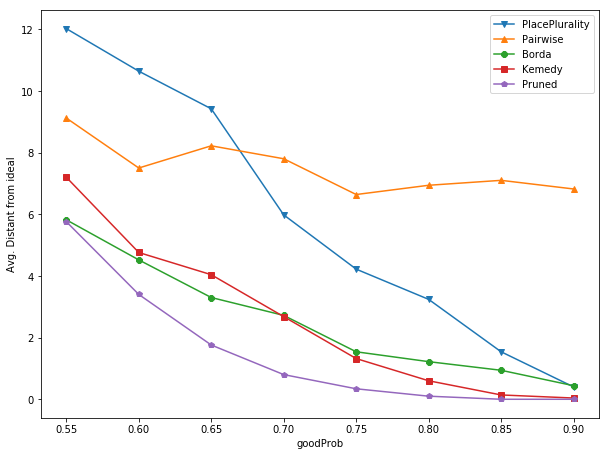 PlacePlurality
Pairwise
Borda
Kemedy
Pruned
Avg. Distant from ideal
12
10
8
6
4
2
0
0.55 0.60 0.65 0.70 0.75 0.80 0.85 0.90
goodProb